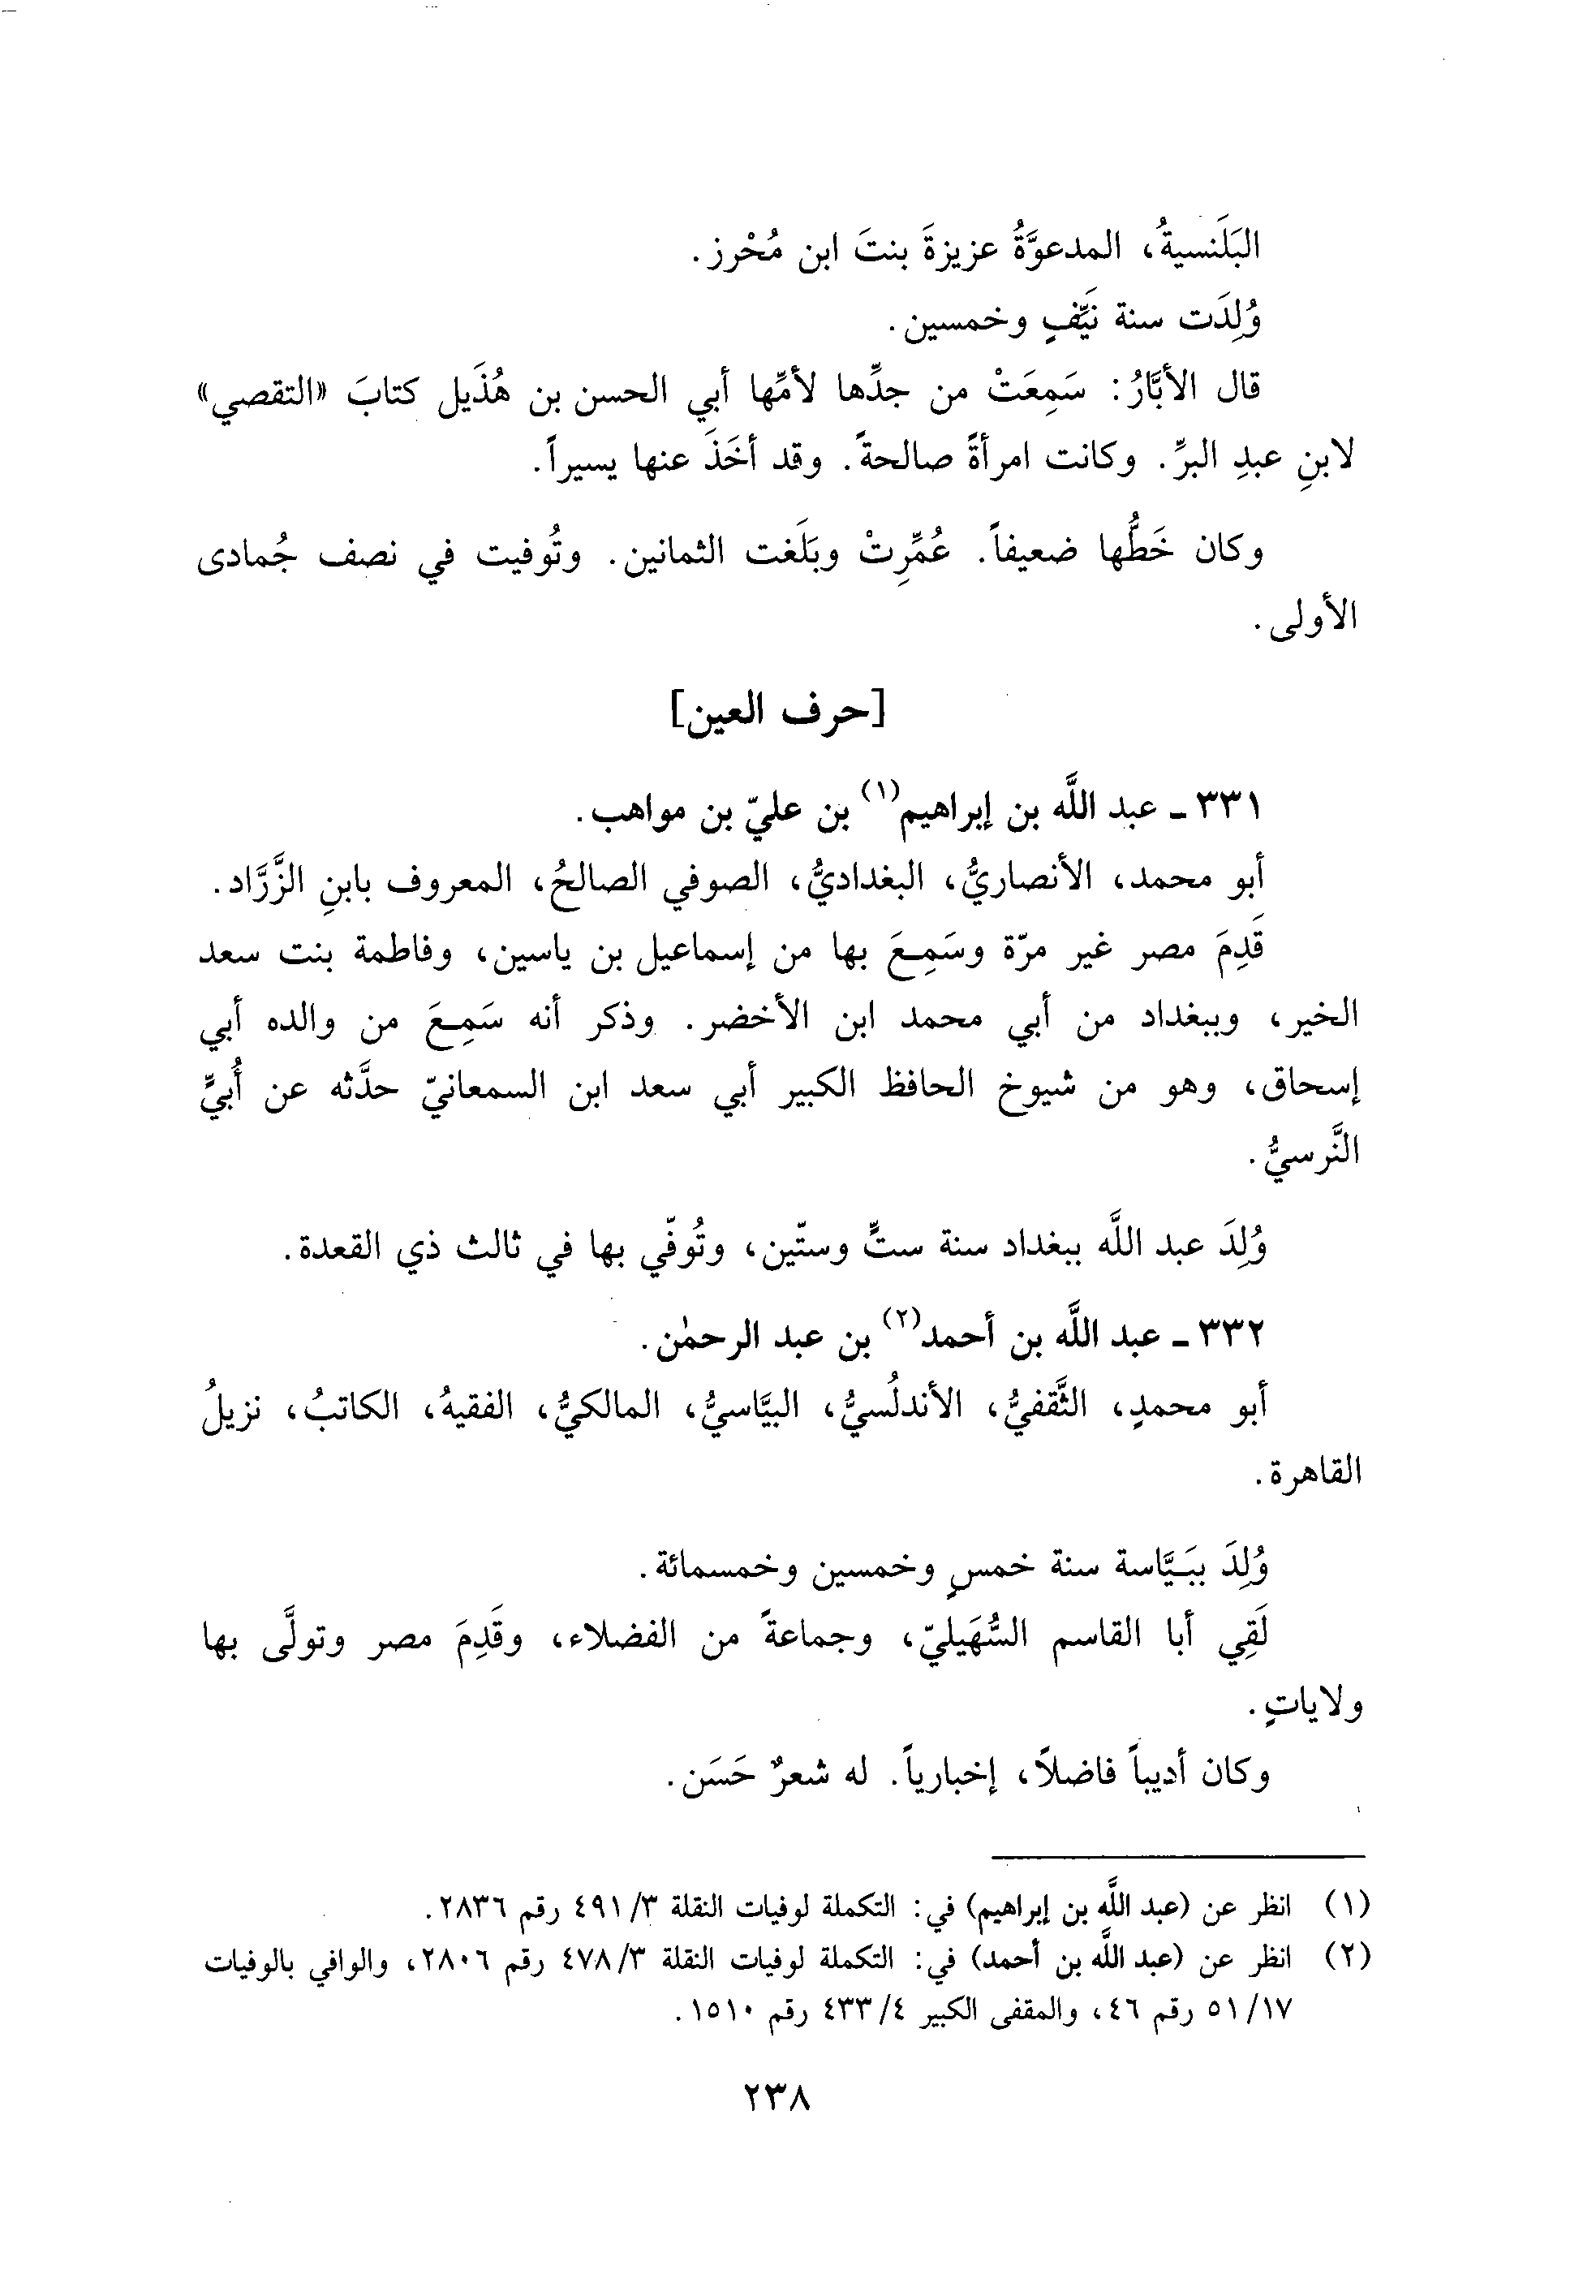 البَلَنسيةُ، المدعوَّةُ عزيزةَ بنتَ ابن مُحْرز.
وُلِدَت سنة نَيِّفٍ وخمسين.
قال الأبَّارُ: سَمِعَتْ من جدِّها لأمِّها أبي الحسن بن هُذَيل كتابَ «التقصي»
لابنِ عبدِ البرِّ. وكانت امرأةً صالحةً. وقد أخَذَ عنها يسيراً.
وكان خَطُّها ضعيفاً. عُمِّرِتْ وبَلَغت الثمانين. وتُوفيت في نصف جُمادى
الأولى.
[حرف العين]
٣٣١ ـ عبد اللَّه بن إبراهيم(١) بن عليّ بن مواهب.
أبو محمد، الأنصاريُّ، البغداديُّ، الصوفي الصالحُ، المعروف بابنِ الزَّرَّاد.
قَدِمَ مصر غير مرّة وسَمِعَ بها من إسماعيل بن ياسين، وفاطمة بنت سعد
الخير، وببغداد من أبي محمد ابن الأخضر. وذكر أنه سَمِعَ من والده أبي
إسحاق، وهو من شيوخ الحافظ الكبير أبي سعد ابن السمعانيّ حدَّثه عن أُبيٍّ
النَّرسيُّ.
وُلِدَ عبد اللَّه ببغداد سنة ستٍّ وستّين، وتُوفّي بها في ثالث ذي القعدة.
٣٣٢ ـ عبد اللَّه بن أحمد(٢) بن عبد الرحمٰن.
أبو محمدٍ، الثَّقفيُّ، الأندلُسيُّ، البيَّاسيُّ، المالكيُّ، الفقيهُ، الكاتبُ، نزيلُ
القاهرة.
وُلِدَ ببَيَّاسة سنة خمسٍ وخمسين وخمسمائة.
لَقِي أبا القاسم السُّهَيليّ، وجماعةً من الفضلاء، وقَدِمَ مصر وتولَّى بها
ولاياتٍ.
وكان أديباً فاضلاً، إخبارياً. له شعرٌ حَسَن.
(١) انظر عن (عبد اللَّه بن إبراهيم) في: التكملة لوفيات النقلة ٣/ ٤٩١ رقم ٢٨٣٦.
(٢) انظر عن (عبد اللَّه بن أحمد) في: التكملة لوفيات النقلة ٣/ ٤٧٨ رقم ٢٨٠٦، والوافي بالوفيات
١٧/ ٥١ رقم ٤٦، والمقفى الكبير ٤/ ٤٣٣ رقم ١٥١٠.
٢٣٨